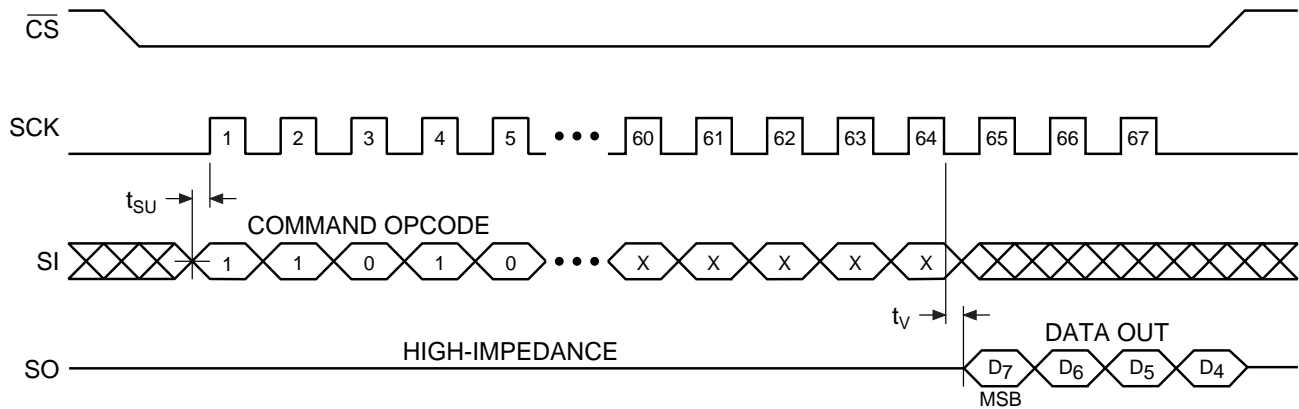 CS
SCK 1 2 3 4 5 ••• 60 61 62 63 64 65 66 67
tSU
COMMAND OPCODE
SI 1 1 0 1 0 ••• X X X X X
tV
DATA OUT
HIGH-IMPEDANCE
SO D7 D6 D5 D4
MSB